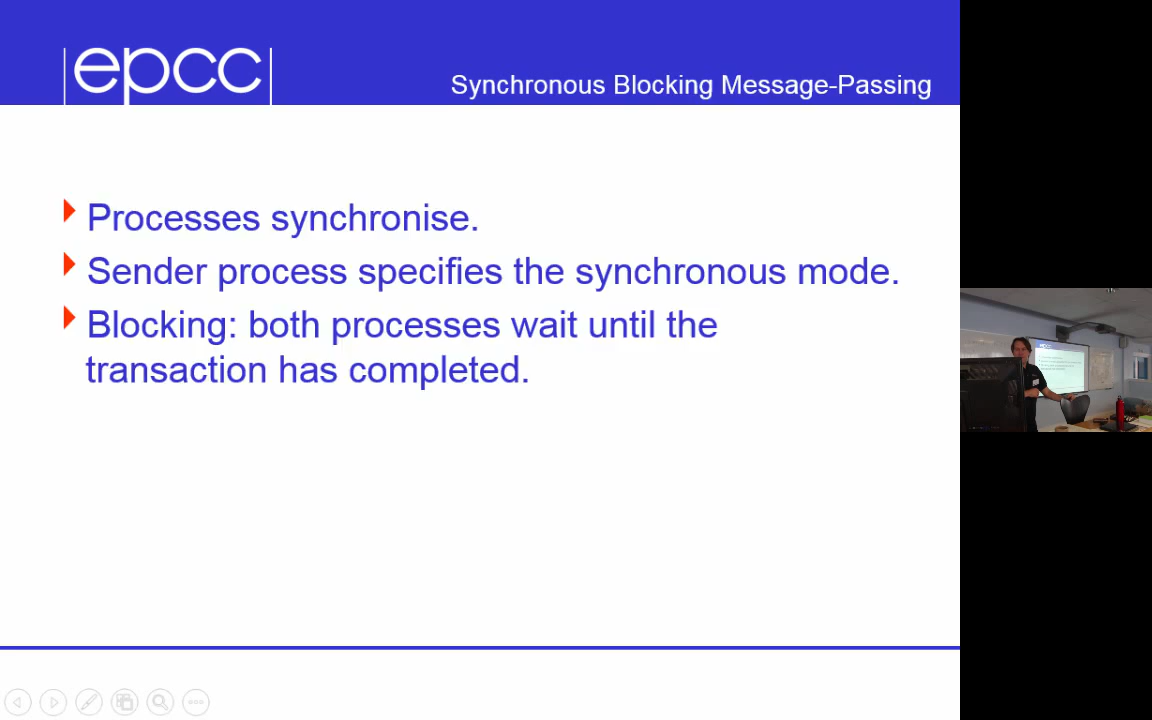 epcc
Synchronous Blocking Message-Passing
Processes synchronise.
Sender process specifies the synchronous mode.
Blocking: both processes wait until the
transaction has completed.
epcc